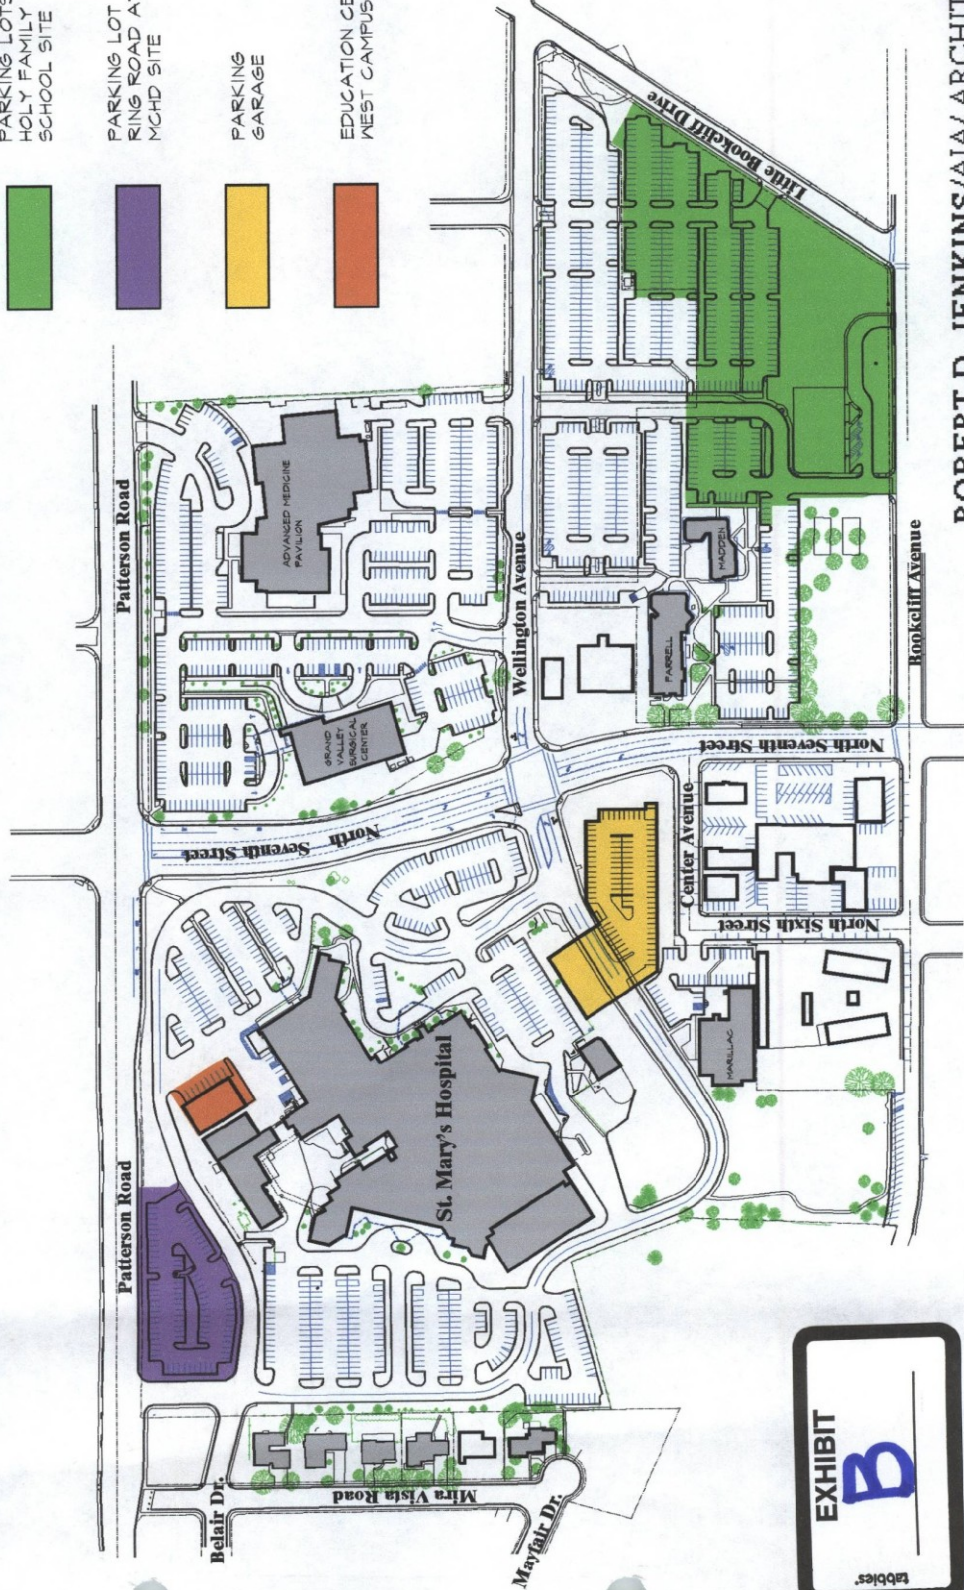 PARKING LOTS
HOLY FAMILY
SCHOOL SITE
PARKING LOT
RING ROAD
MCHD SITE
PARKING
GARAGE
EDUCATION
WEST CAMPUS
Patterson Road
Patterson Road
Belair Dr.
Mira Vista Road
Mayfair Dr.
St. Mary's Hospital
North
Seventh Street
GRAND
VALLEY
SURGICAL
CENTER
ADVANCED MEDICINE
PAVILION
Wellington Avenue
Little Bookcliff Drive
FARRELL
MADDEN
North Seventh Street
Center Avenue
North Sixth Street
MARILLAC
Bookcliff Avenue
ROBERT D. JENKINS
EXHIBIT
B
tabbies®